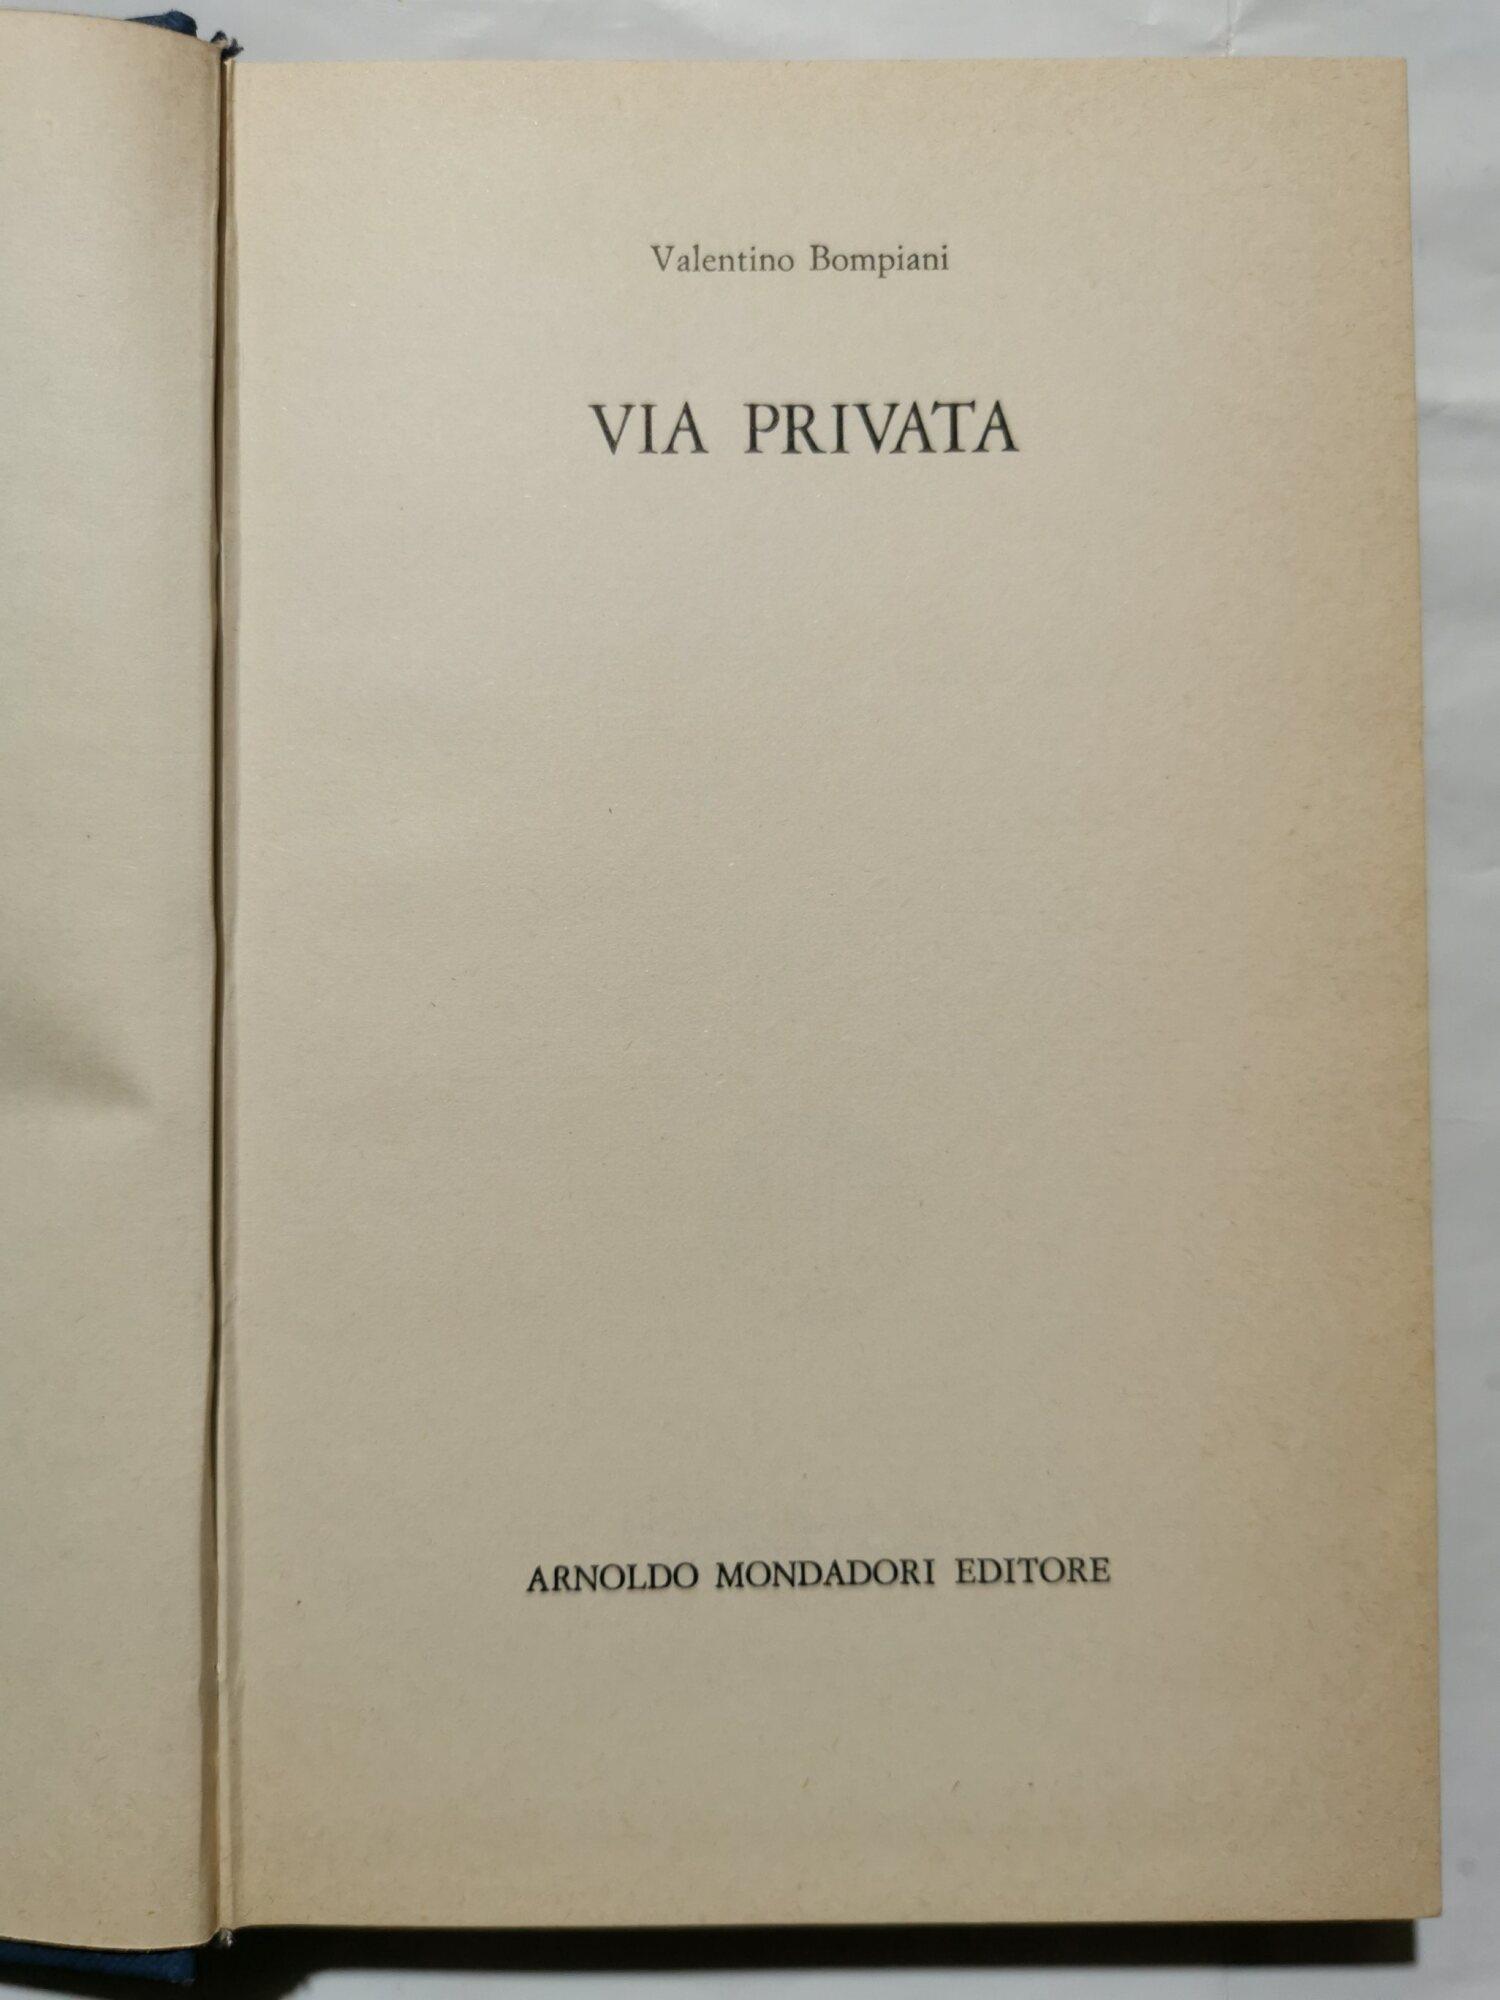 Valentino Bompiani
VIA PRIVATA
ARNOLDO MONDADORI EDITORE